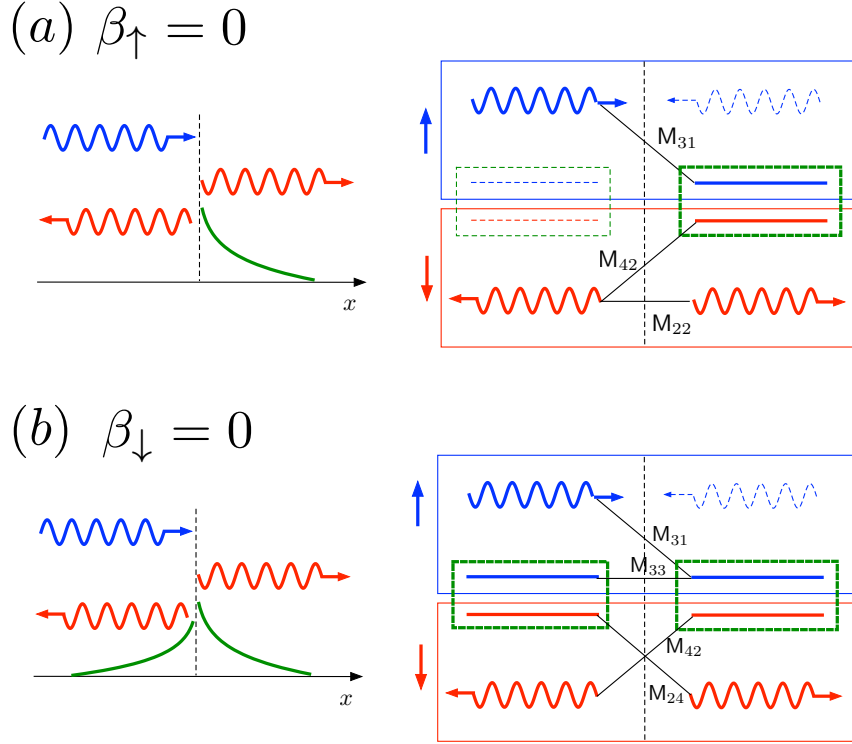 (a) β↑ = 0
M31
x
M42
M22
(b) β↓ = 0
M31
M33
M42
x
M24